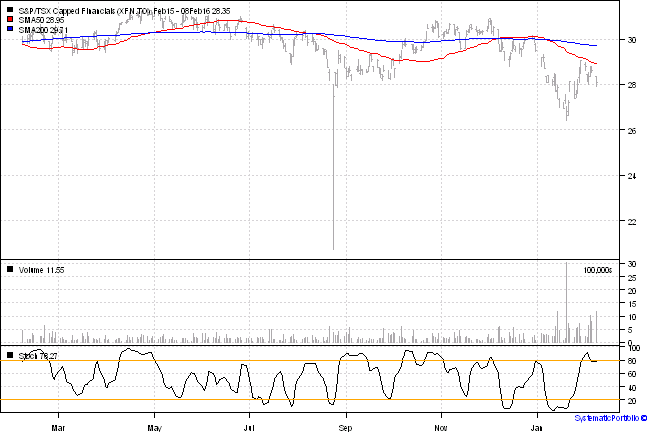 S&P/TSX Capped Financials (XFN.TO) Feb15 - 08Feb16 28.35
SMA50 28.95
SMA200 29.71
30
28
26
24
22
Volume 11.55
100,000s
30
25
20
15
10
5
0
Stoch 78.27
100
80
60
40
20
Mar May Jul Sep Nov Jan
SystematicPortfolio ©